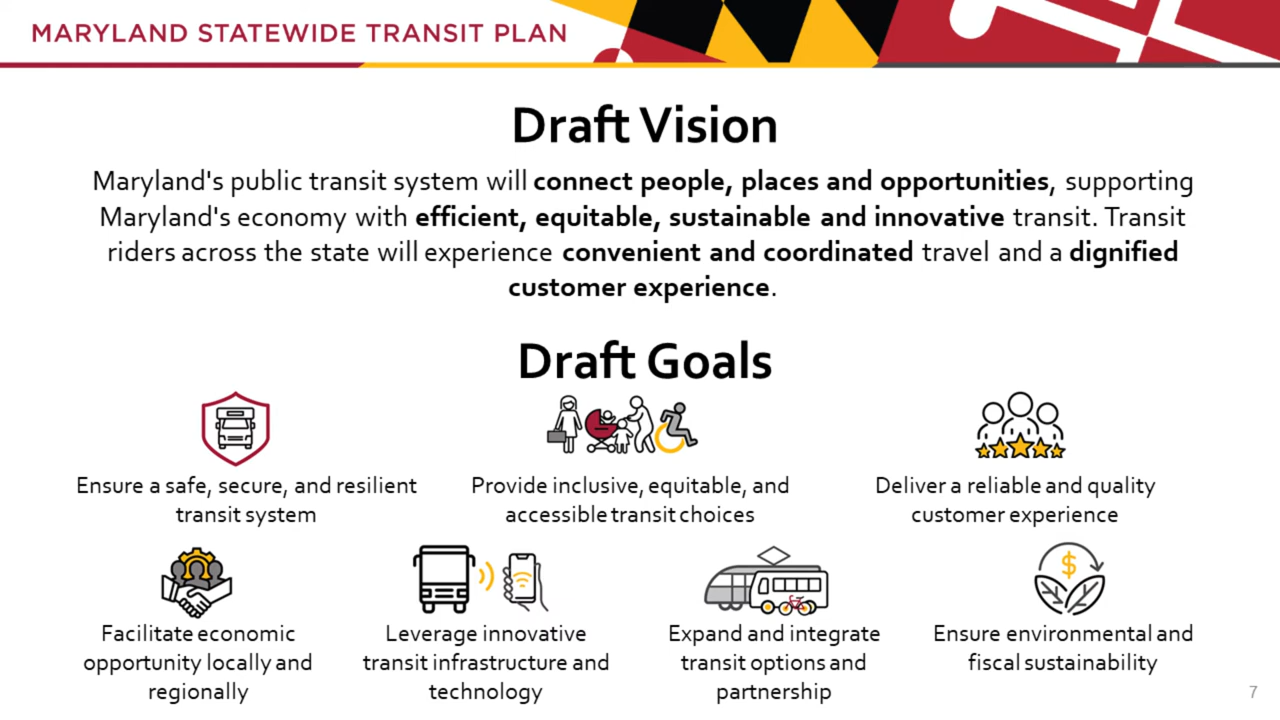 MARYLAND STATEWIDE TRANSIT PLAN
Draft Vision
Maryland's public transit system will connect people, places and opportunities, supporting
Maryland's economy with efficient, equitable, sustainable and innovative transit. Transit
riders across the state will experience convenient and coordinated travel and a dignified
customer experience.
Draft Goals
Ensure a safe, secure, and resilient
transit system
Provide inclusive, equitable, and
accessible transit choices
Deliver a reliable and quality
customer experience
Facilitate economic
opportunity locally and
regionally
Leverage innovative
transit infrastructure and
technology
Expand and integrate
transit options and
partnership
$
Ensure environmental and
fiscal sustainability
7